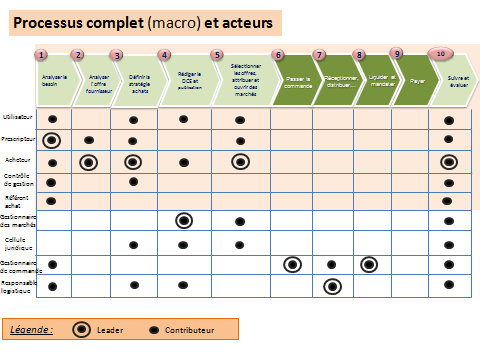 Processus complet (macro) et acteurs
1 2 3 4 5 6 7 8 9 10
Analyser le
besoin
Analyser
l'offre
fournisseur
Définir la
stratégie
achats
Rédiger le
DCE et
publication
Sélectionner
les offres,
attribuer et
ouvrir des
marchés
Passer la
commande
Réceptionner,
distribuer...
Liquider et
mandater
Payer
Suivre et
évaluer
Utilisateur
Prescripteur
Acheteur
Contrôle
de gestion
Référent
achat
Gestionnaire
des marchés
Cellule
juridique
Gestionnaire
de commande
Responsable
logistique
Légende : Leader Contributeur